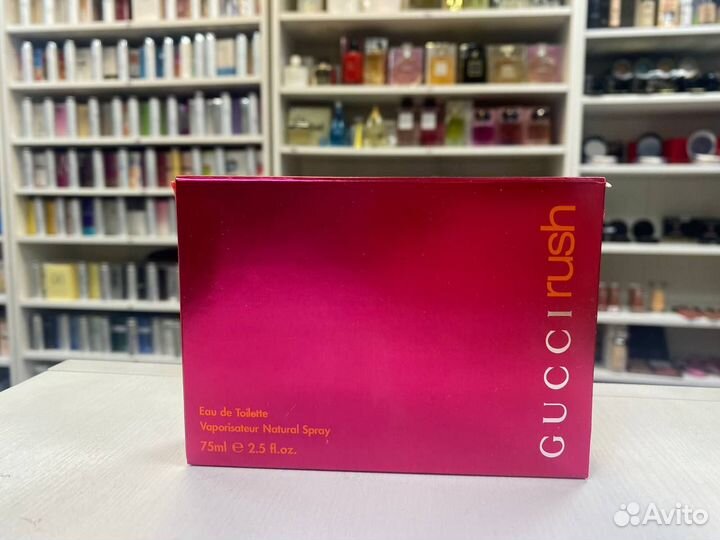 GUCCI rush
Eau de Toilette
Vaporisateur Natural Spray
75ml e 2.5 fl.oz.
Avito